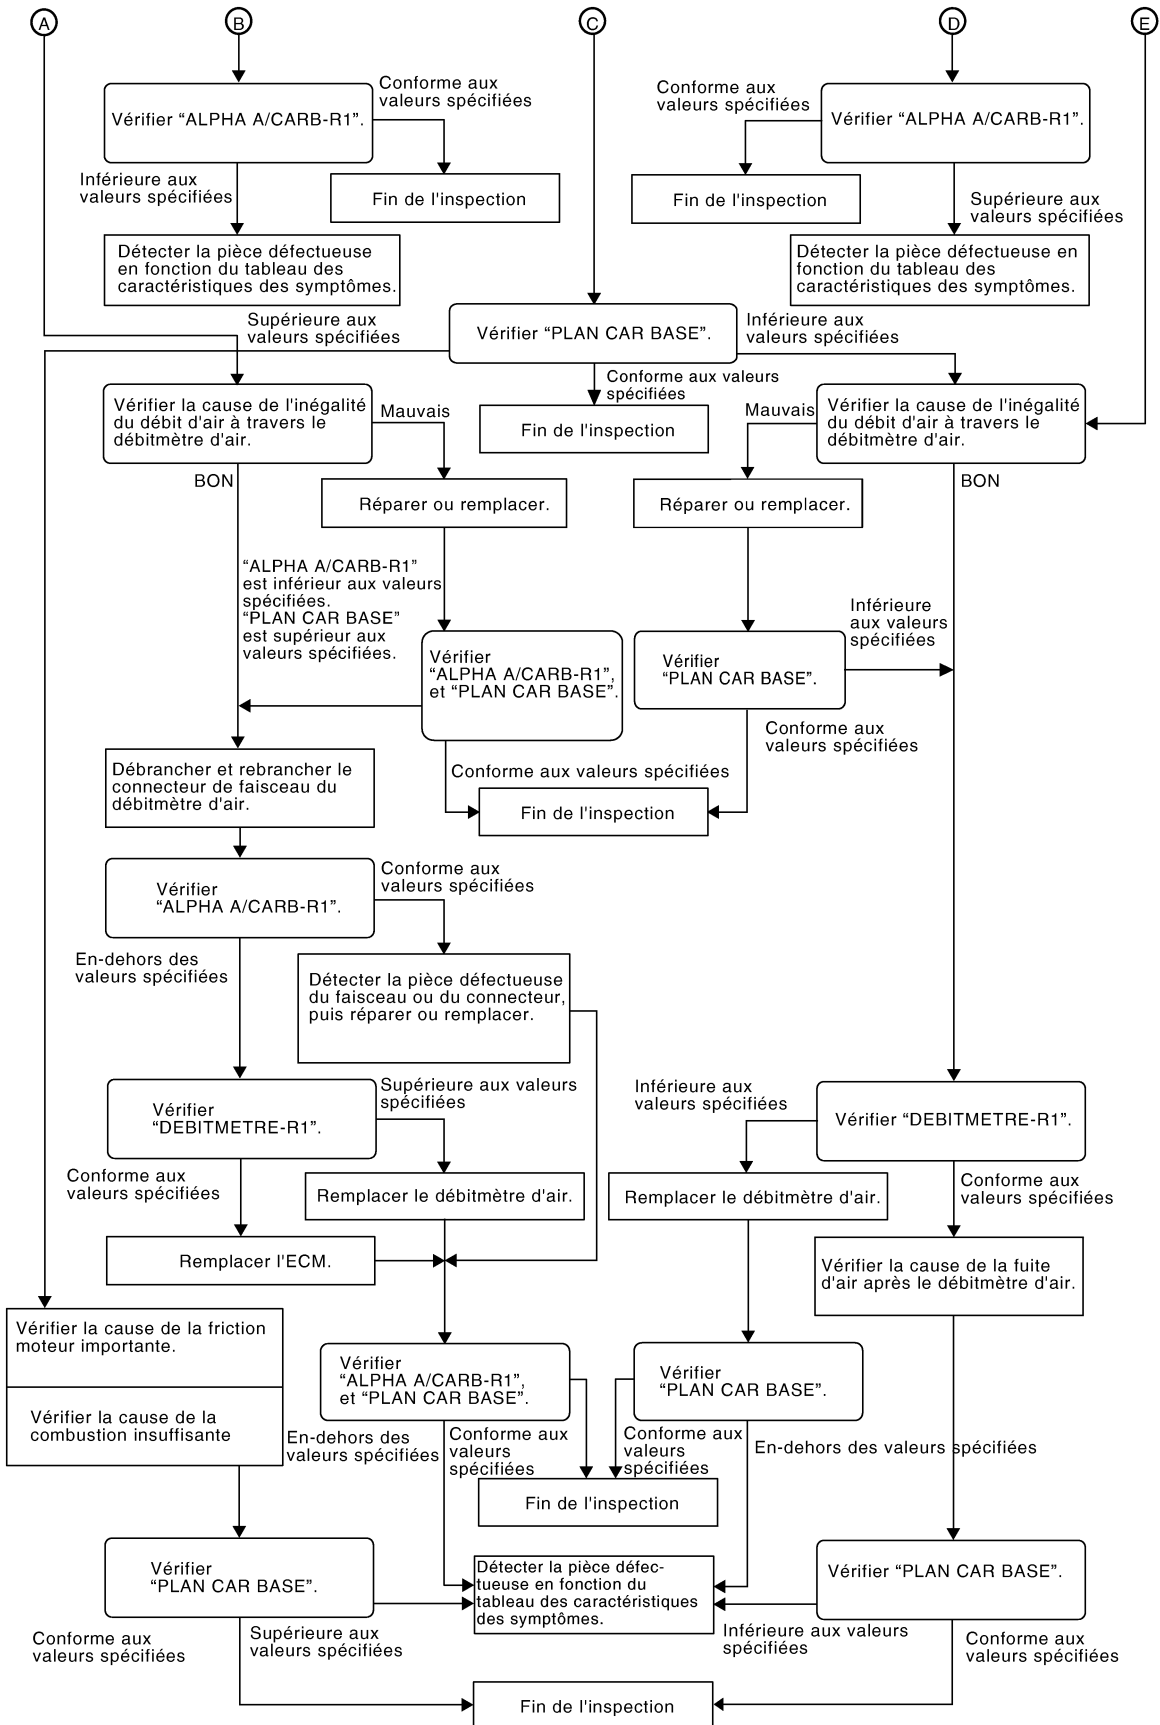 A
B
C
D
E
Conforme aux
valeurs spécifiées
Vérifier “ALPHA A/CARB-R1”.
Conforme aux
valeurs spécifiées
Vérifier “ALPHA A/CARB-R1”.
Inférieure aux
valeurs spécifiées
Fin de l'inspection
Fin de l'inspection
Supérieure aux
valeurs spécifiées
Détecter la pièce défectueuse
en fonction du tableau des
caractéristiques des symptômes.
Détecter la pièce défectueuse en
fonction du tableau des
caractéristiques des symptômes.
Supérieure aux
valeurs spécifiées
Vérifier “PLAN CAR BASE”.
Inférieure aux
valeurs spécifiées
Conforme aux valeurs
spécifiées
Vérifier la cause de l'inégalité
du débit d'air à travers le
débitmètre d'air.
Mauvais
Fin de l'inspection
Mauvais
Vérifier la cause de l'inégalité
du débit d'air à travers le
débitmètre d'air.
BON
BON
Réparer ou remplacer.
Réparer ou remplacer.
“ALPHA A/CARB-R1”
est inférieur aux valeurs
spécifiées.
“PLAN CAR BASE”
est supérieur aux
valeurs spécifiées.
Inférieure
aux valeurs
spécifiées
Vérifier
“ALPHA A/CARB-R1”,
et “PLAN CAR BASE”.
Vérifier
“PLAN CAR BASE”.
Conforme aux
valeurs spécifiées
Débrancher et rebrancher le
connecteur de faisceau du
débitmètre d'air.
Conforme aux valeurs spécifiées
Fin de l'inspection
Vérifier
“ALPHA A/CARB-R1”.
Conforme aux
valeurs spécifiées
En-dehors des
valeurs spécifiées
Détecter la pièce défectueuse
du faisceau ou du connecteur,
puis réparer ou remplacer.
Vérifier
“DEBITMETRE-R1”.
Supérieure aux valeurs
spécifiées
Inférieure aux
valeurs spécifiées
Vérifier “DEBITMETRE-R1”.
Conforme aux
valeurs spécifiées
Remplacer le débitmètre d'air.
Remplacer le débitmètre d'air.
Conforme aux
valeurs spécifiées
Remplacer l'ECM.
Vérifier la cause de la fuite
d'air après le débitmètre d'air.
Vérifier la cause de la friction
moteur importante.
Vérifier la cause de la
combustion insuffisante
Vérifier
“ALPHA A/CARB-R1”,
et “PLAN CAR BASE”.
Vérifier
“PLAN CAR BASE”.
En-dehors des
valeurs spécifiées
Conforme aux
valeurs
spécifiées
Conforme aux
valeurs
spécifiées
En-dehors des valeurs spécifiées
Fin de l'inspection
Vérifier
“PLAN CAR BASE”.
Détecter la pièce défec-
tueuse en fonction du
tableau des caractéristiques
des symptômes.
Vérifier “PLAN CAR BASE”.
Conforme aux
valeurs spécifiées
Supérieure aux
valeurs spécifiées
Inférieure aux valeurs
spécifiées
Conforme aux
valeurs spécifiées
Fin de l'inspection